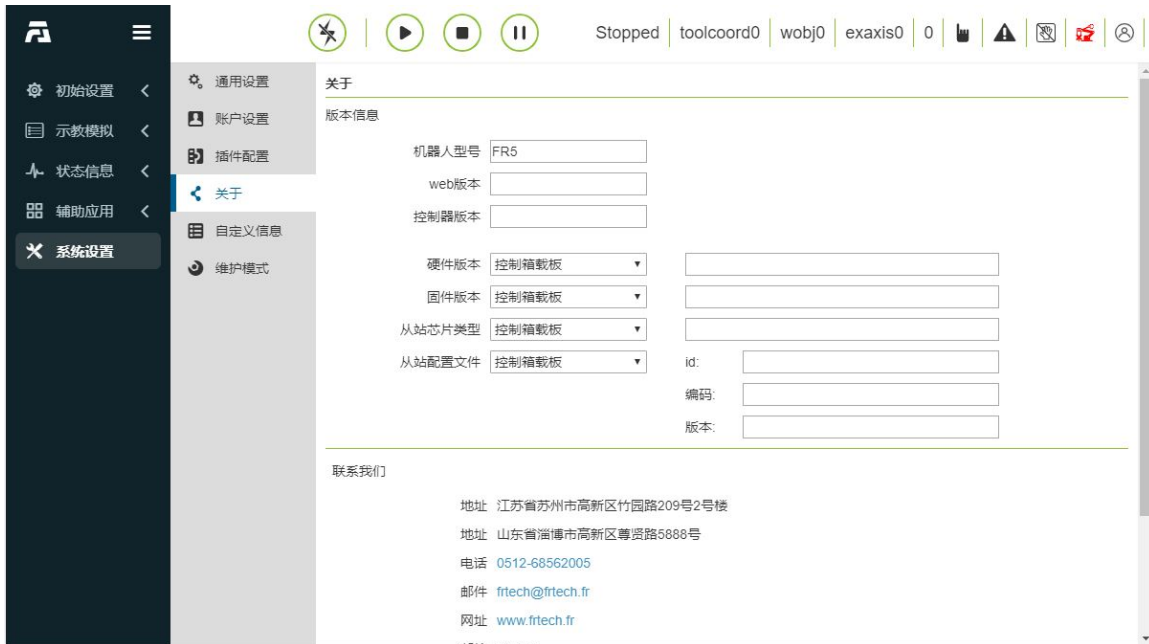 Stopped toolcoord0 wobj0 exaxis0 0
初始设置
示教模拟
状态信息
辅助应用
系统设置
通用设置
账户设置
插件配置
关于
自定义信息
维护模式
关于
版本信息
机器人型号 FR5
web版本
控制器版本
硬件版本 控制箱载板
固件版本 控制箱载板
从站芯片类型 控制箱载板
从站配置文件 控制箱载板 id:
编码:
版本:
联系我们
地址 江苏省苏州市高新区竹园路209号2号楼
地址 山东省淄博市高新区尊贤路5888号
电话 0512-68562005
邮件 frtech@frtech.fr
网址 www.frtech.fr